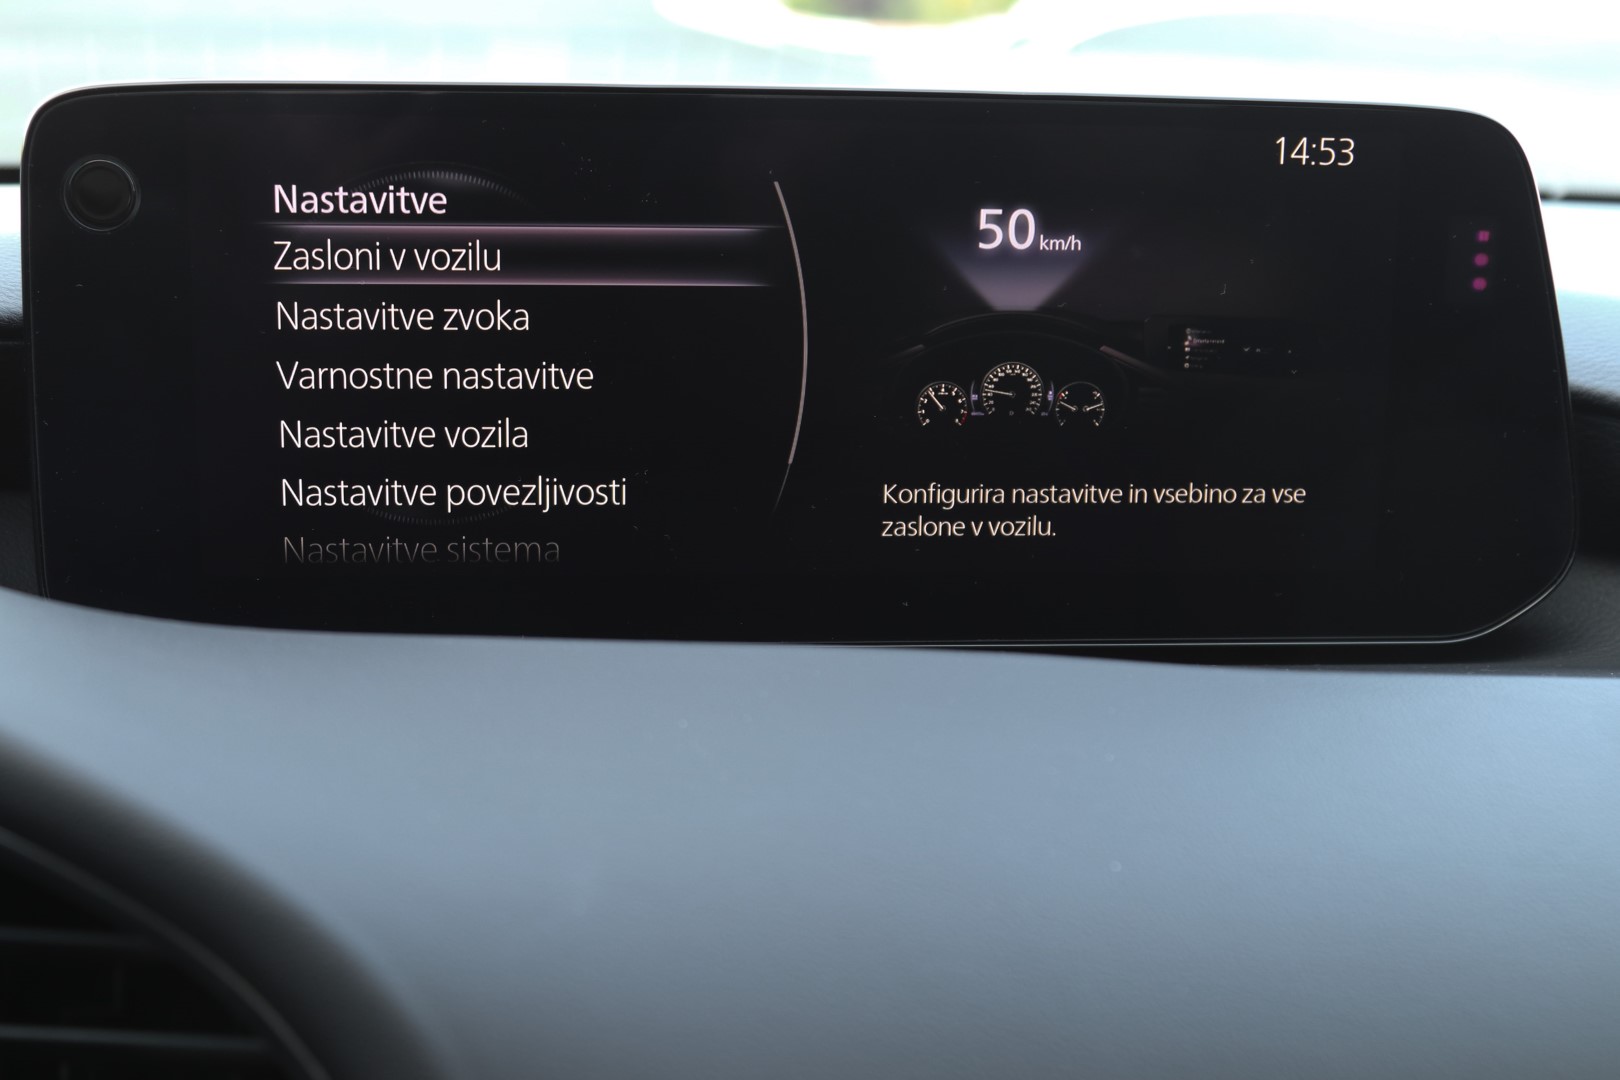 14:53
Nastavitve
Zasloni v vozilu
Nastavitve zvoka
Varnostne nastavitve
Nastavitve vozila
Nastavitve povezljivosti
Nastavitve sistema
50 km/h
Konfigurira nastavitve in vsebino za vse
zaslone v vozilu.